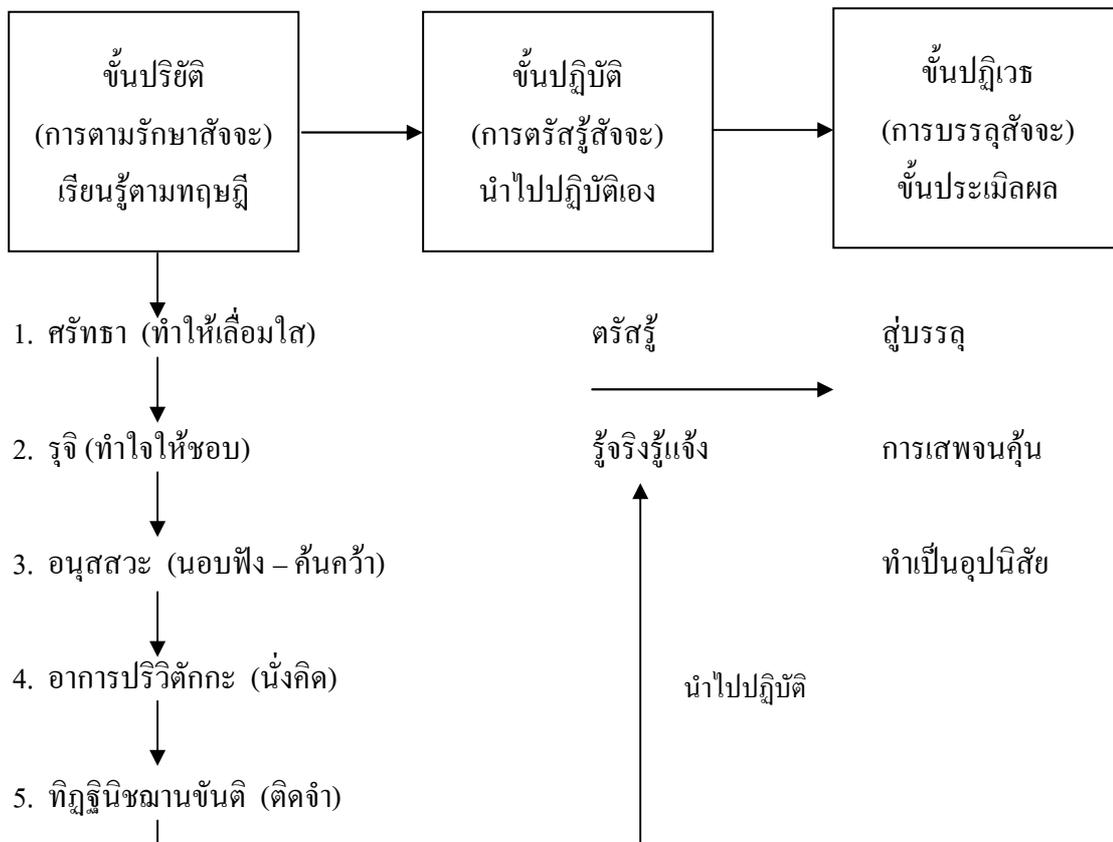 ขั้นปริยัติ
(การตามรักษาสัจจะ)
เรียนรู้ตามทฤษฎี
ขั้นปฏิบัติ
(การตรัสรู้สัจจะ)
นำไปปฏิบัติเอง
ขั้นปฏิเวธ
(การบรรลุสัจจะ)
ขั้นประเมิลผล
1. ศรัทธา (ทำให้เลื่อมใส)
2. รุจิ (ทำใจให้ชอบ)
3. อนุสสวะ (นอบฟัง – ค้นคว้า)
4. อาการปริวิตักกะ (นั่งคิด)
5. ทิฏฐินิชฌานขันติ (ติดจำ)
ตรัสรู้
รู้จริงรู้แจ้ง
นำไปปฏิบัติ
สู่บรรลุ
การเสพจนคุ้น
ทำเป็นอุปนิสัย